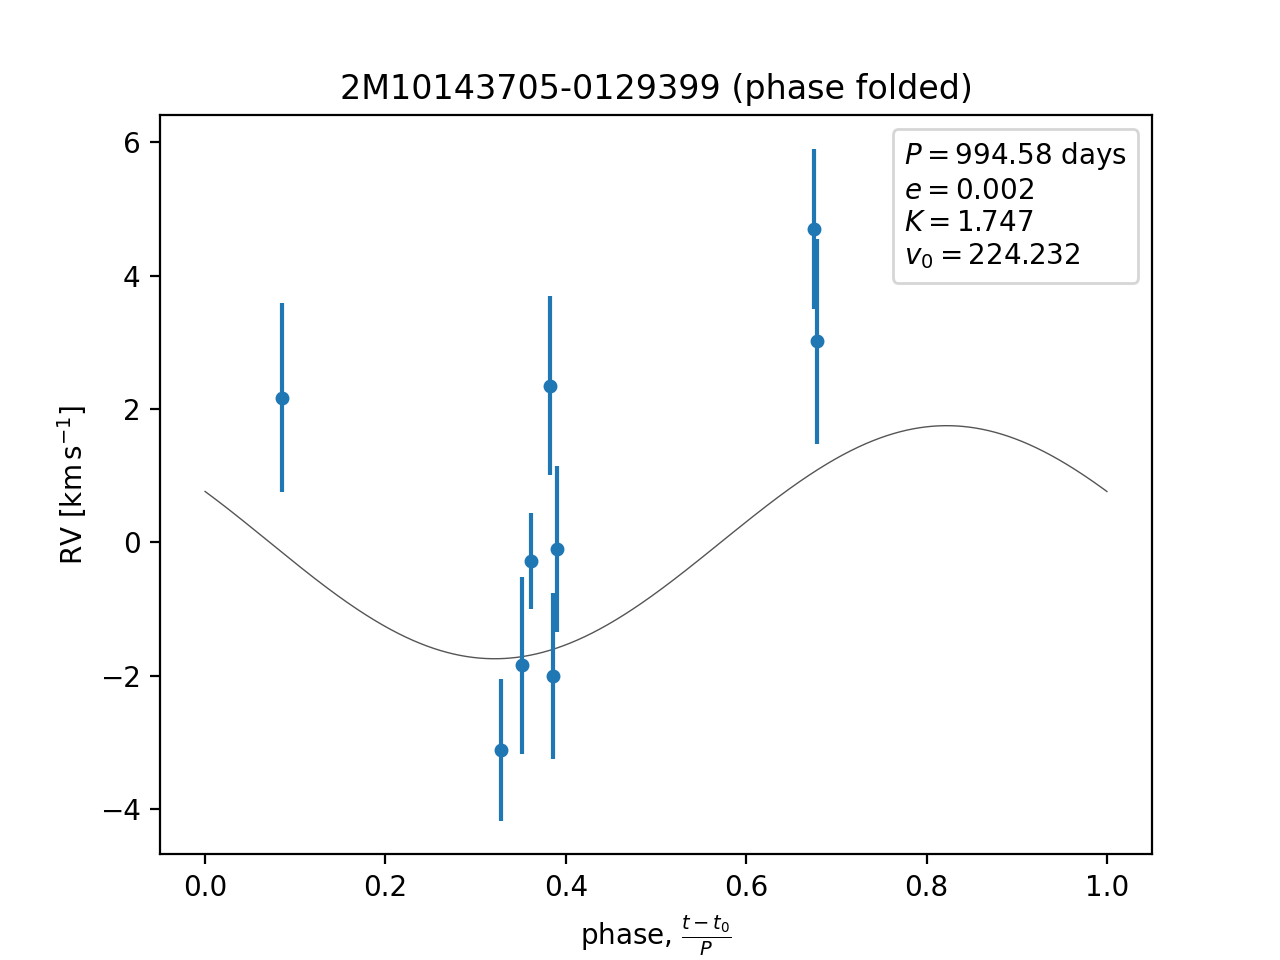 2M10143705-0129399 (phase folded)
P = 994.58 days
e = 0.002
K = 1.747
v₀ = 224.232
6
4
2
0
−2
−4
RV [km s⁻¹]
0.0 0.2 0.4 0.6 0.8 1.0
phase, (t − t₀)/P